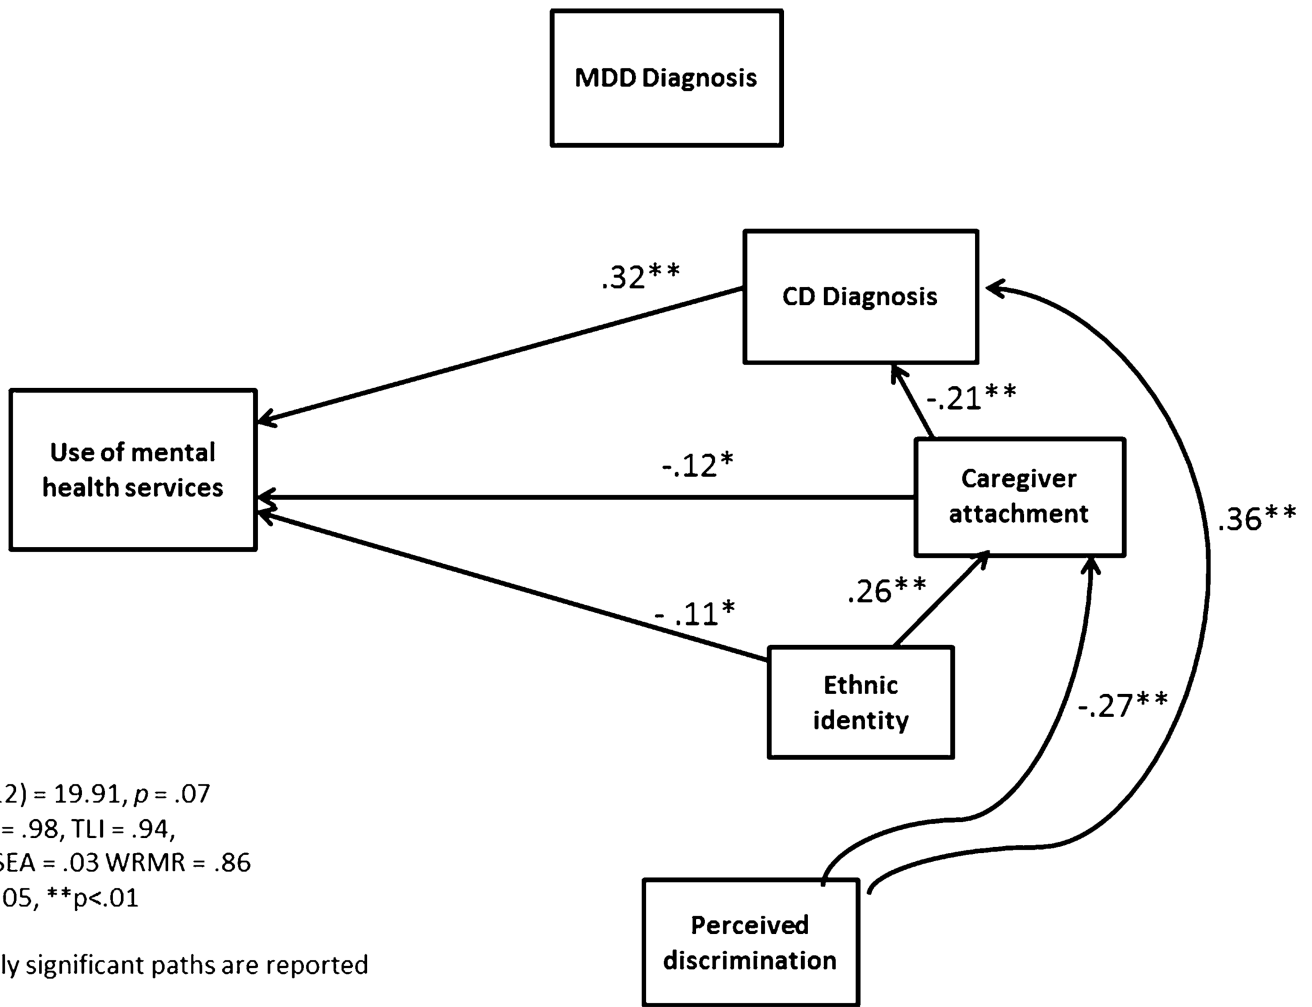 MDD Diagnosis
.32**
CD Diagnosis
-.21**
Use of mental
health services
-.12*
Caregiver
attachment
.36**
.26**
- .11*
Ethnic
identity
-.27**
2) = 19.91, p = .07
= .98, TLI = .94,
SEA = .03 WRMR = .86
05, **p<.01
Perceived
discrimination
ly significant paths are reported